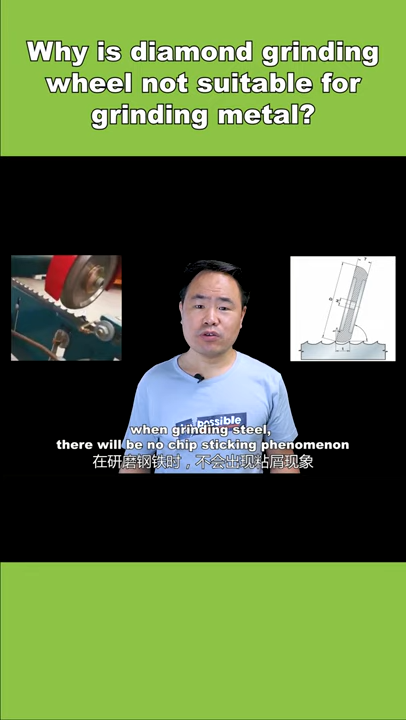 Why is diamond grinding
wheel not suitable for
grinding metal?
possible
when grinding steel,
there will be no chip sticking phenomenon
在研磨钢铁时，不会出现粘屑现象